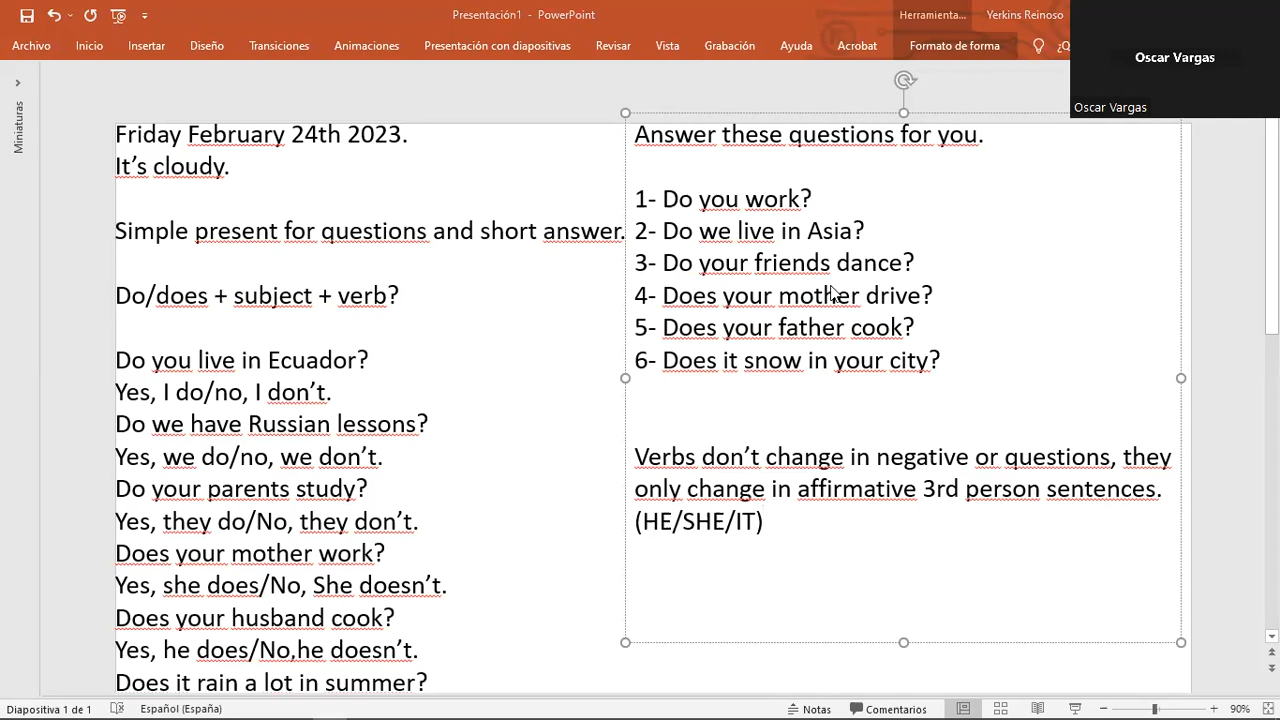 Presentación1 - PowerPoint
Herramienta...
Yerkins Reinoso
Archivo Inicio Insertar Diseño Transiciones Animaciones Presentación con diapositivas Revisar Vista Grabación Ayuda Acrobat Formato de forma ¿Q
Oscar Vargas
Oscar Vargas
Miniaturas
Friday February 24th 2023.
It's cloudy.
Simple present for questions and short answer.
Do/does + subject + verb?
Do you live in Ecuador?
Yes, I do/no, I don't.
Do we have Russian lessons?
Yes, we do/no, we don't.
Do your parents study?
Yes, they do/No, they don't.
Does your mother work?
Yes, she does/No, She doesn't.
Does your husband cook?
Yes, he does/No,he doesn't.
Does it rain a lot in summer?
Answer these questions for you.
1- Do you work?
2- Do we live in Asia?
3- Do your friends dance?
4- Does your mother drive?
5- Does your father cook?
6- Does it snow in your city?
Verbs don't change in negative or questions, they
only change in affirmative 3rd person sentences.
(HE/SHE/IT)
Diapositiva 1 de 1 Español (España) Notas Comentarios 90%